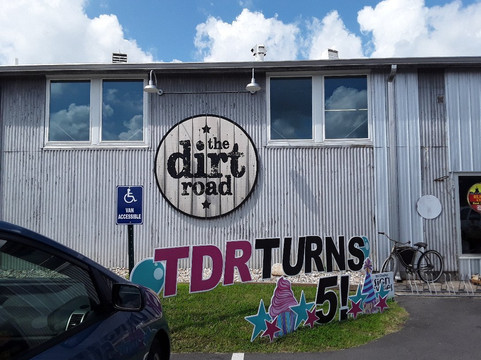 the
dirt
road
VAN
ACCESSIBLE
TDR TURNS
5!